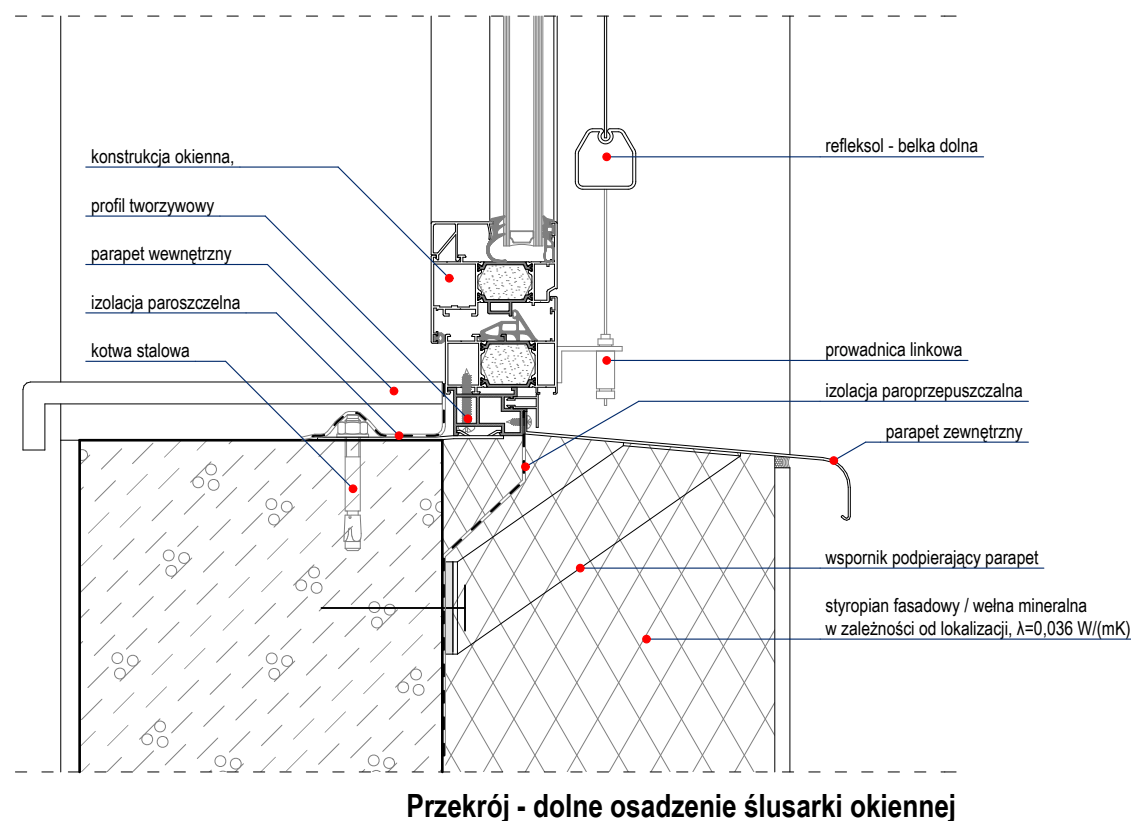 konstrukcja okienna,
profil tworzywowy
parapet wewnętrzny
izolacja paroszczelna
kotwa stalowa
refleksol - belka dolna
prowadnica linkowa
izolacja paroprzepuszczalna
parapet zewnętrzny
wspornik podpierający parapet
styropian fasadowy / wełna mineralna
w zależności od lokalizacji, λ=0,036 W/(mK)
Przekrój - dolne osadzenie ślusarki okiennej